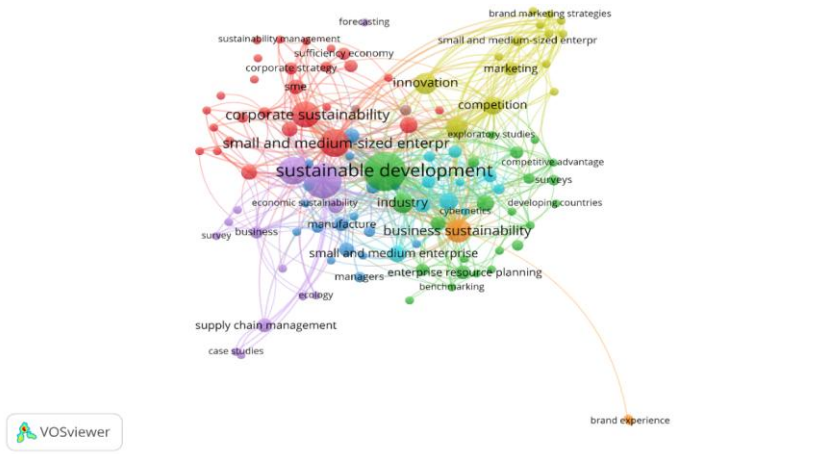 brand marketing strategies
forecasting
sustainability management
small and medium-sized enterpr
sufficiency economy
corporate strategy
marketing
innovation
sme
competition
corporate sustainability
exploratory studies
small and medium-sized enterpr
competitive advantage
sustainable development
surveys
economic sustainability
industry
developing countries
cybernetics
manufacture
business sustainability
survey
business
small and medium enterprise
managers
enterprise resource planning
benchmarking
ecology
supply chain management
case studies
brand experience
VOSviewer